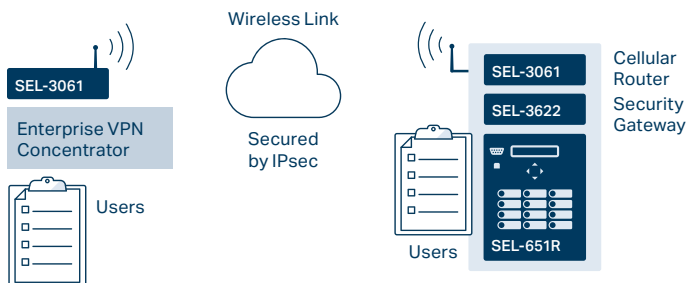 Wireless Link
SEL-3061
Enterprise VPN
Concentrator
Users
Secured
by IPsec
SEL-3061
Cellular
Router
SEL-3622
Security
Gateway
Users
SEL-651R